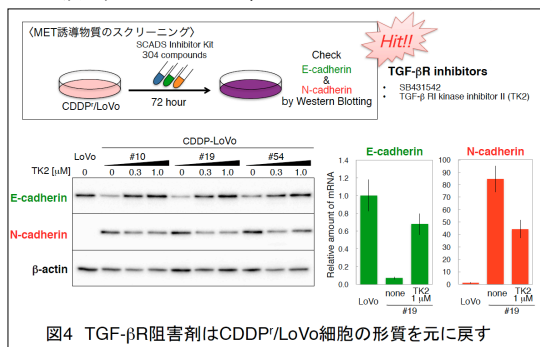 〈MET誘導物質のスクリーニング〉
SCADS Inhibitor Kit
304 compounds
CDDPʳ/LoVo
72 hour
Check
E-cadherin
&
N-cadherin
by Western Blotting
Hit!!
TGF-βR inhibitors
• SB431542
• TGF-β RI kinase inhibitor II (TK2)
CDDP-LoVo
LoVo #10 #19 #54
TK2 [μM] 0 0 0.3 1.0 0 0.3 1.0 0 0.3 1.0
E-cadherin
N-cadherin
β-actin
E-cadherin
Relative amount of mRNA
1.4
1.2
1.0
0.8
0.6
0.4
0.2
0.0
LoVo
none
TK2
1 μM
#19
N-cadherin
100
90
80
70
60
50
40
30
20
10
0
LoVo
none
TK2
1 μM
#19
図4 TGF-βR阻害剤はCDDPʳ/LoVo細胞の形質を元に戻す